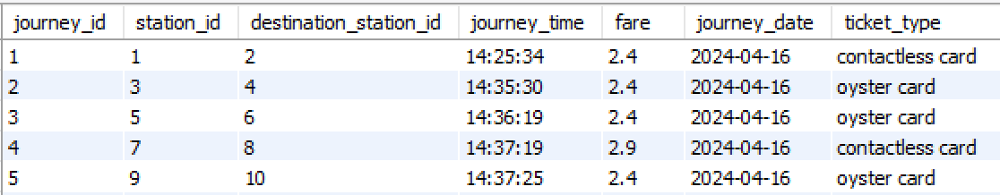 journey_id station_id destination_station_id journey_time fare journey_date ticket_type
1 1 2 14:25:34 2.4 2024-04-16 contactless card
2 3 4 14:35:30 2.4 2024-04-16 oyster card
3 5 6 14:36:19 2.4 2024-04-16 oyster card
4 7 8 14:37:19 2.9 2024-04-16 contactless card
5 9 10 14:37:25 2.4 2024-04-16 oyster card